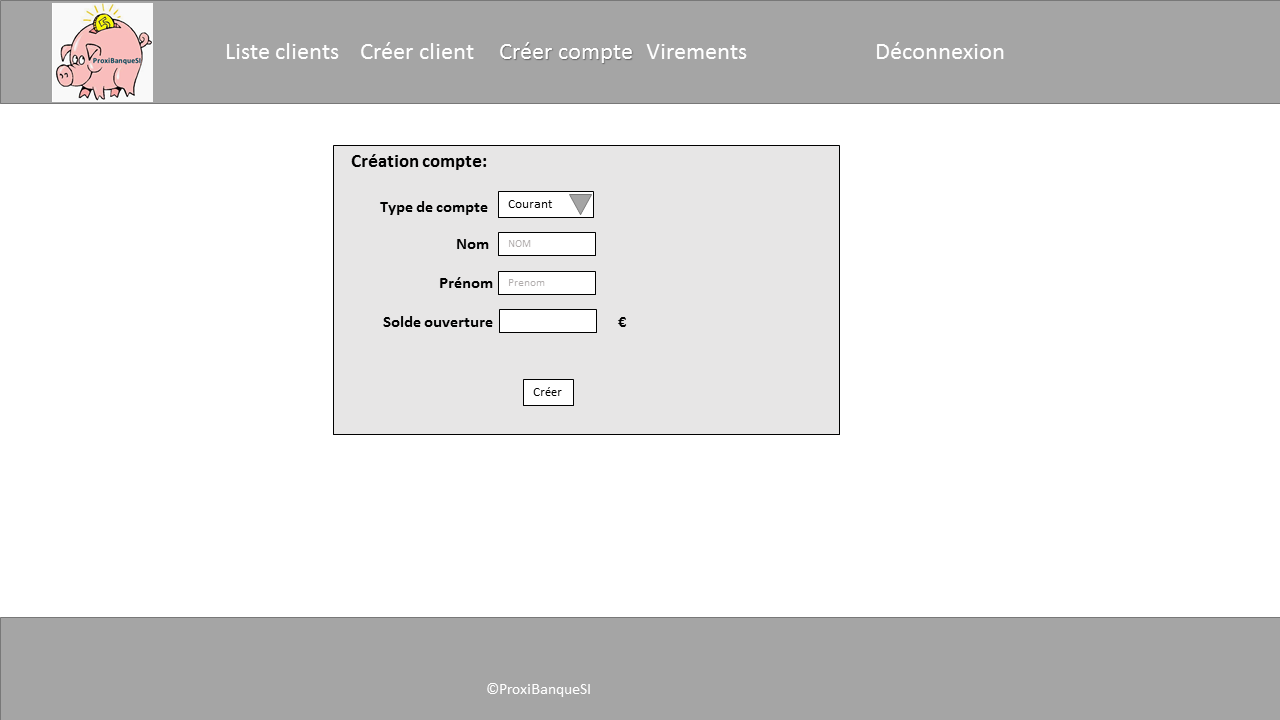 ProxiBanqueSI
Liste clients Créer client Créer compte Virements Déconnexion
Création compte:
Type de compte Courant
Nom NOM
Prénom Prenom
Solde ouverture €
Créer
©ProxiBanqueSI